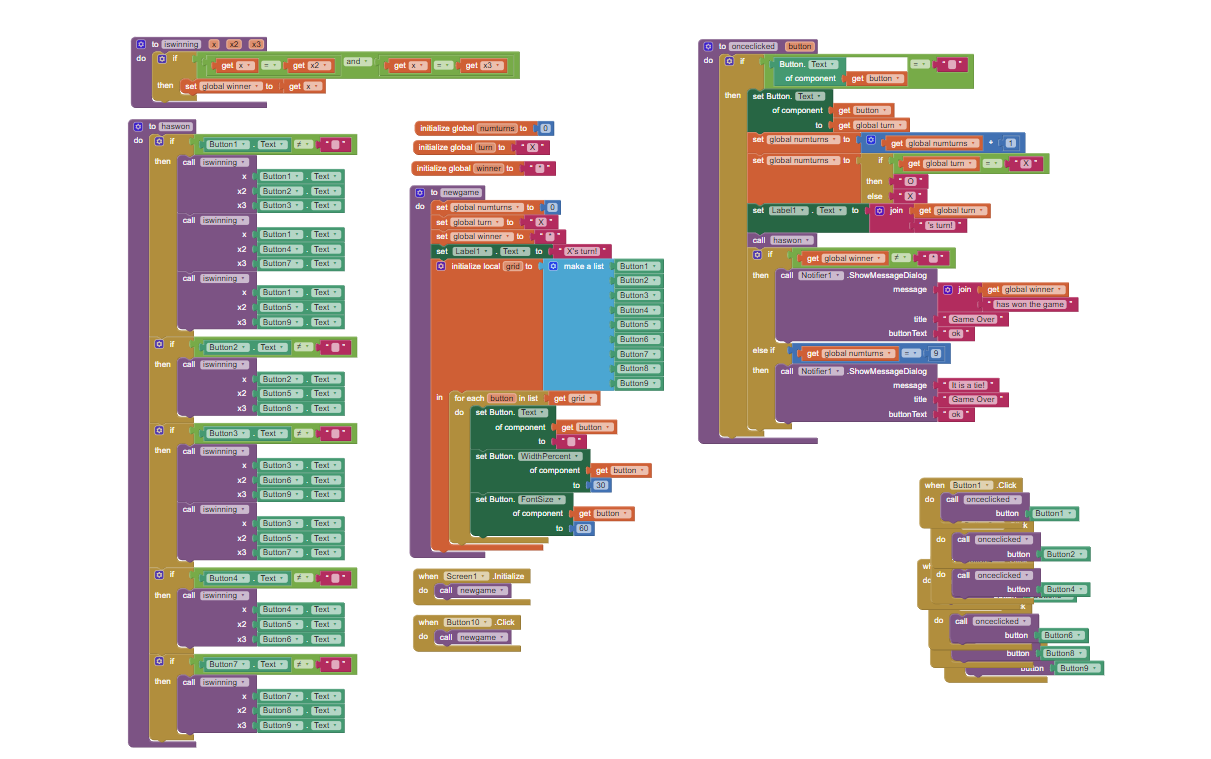 to iswinning x x2 x3
do if get x = get x2 and get x = get x3
then set global winner to get x
to haswon
do if Button1 . Text ≠ " "
then call iswinning
x Button1 . Text
x2 Button2 . Text
x3 Button3 . Text
call iswinning
x Button1 . Text
x2 Button4 . Text
x3 Button7 . Text
call iswinning
x Button1 . Text
x2 Button5 . Text
x3 Button9 . Text
if Button2 . Text ≠ " "
then call iswinning
x Button2 . Text
x2 Button5 . Text
x3 Button8 . Text
if Button3 . Text ≠ " "
then call iswinning
x Button3 . Text
x2 Button6 . Text
x3 Button9 . Text
call iswinning
x Button3 . Text
x2 Button5 . Text
x3 Button7 . Text
if Button4 . Text ≠ " "
then call iswinning
x Button4 . Text
x2 Button5 . Text
x3 Button6 . Text
if Button7 . Text ≠ " "
then call iswinning
x Button7 . Text
x2 Button8 . Text
x3 Button9 . Text
initialize global numturns to 0
initialize global turn to " X "
initialize global winner to " * "
to newgame
do set global numturns to 0
set global turn to " X "
set global winner to " * "
set Label1 . Text to " X's turn! "
initialize local grid to make a list Button1
Button2
Button3
Button4
Button5
Button6
Button7
Button8
Button9
in for each button in list get grid
do set Button. Text
of component get button
to " "
set Button. WidthPercent
of component get button
to 30
set Button. FontSize
of component get button
to 60
when Screen1 .Initialize
do call newgame
when Button10 .Click
do call newgame
to onceclicked button
do if Button. Text = " "
of component get button
then set Button. Text
of component get button
to get global turn
set global numturns to get global numturns + 1
set global numturns to if get global turn = " X "
then " O "
else " X "
set Label1 . Text to join get global turn
" 's turn! "
call haswon
if get global winner ≠ " * "
then call Notifier1 .ShowMessageDialog
message join get global winner
" has won the game "
title " Game Over "
buttonText " ok "
else if get global numturns = 9
then call Notifier1 .ShowMessageDialog
message " It is a tie! "
title " Game Over "
buttonText " ok "
when Button1 .Click
do call onceclicked
button Button1
k
do call onceclicked
button Button2
do call onceclicked
button Button4
k
do call onceclicked
button Button6
button Button8
button Button9